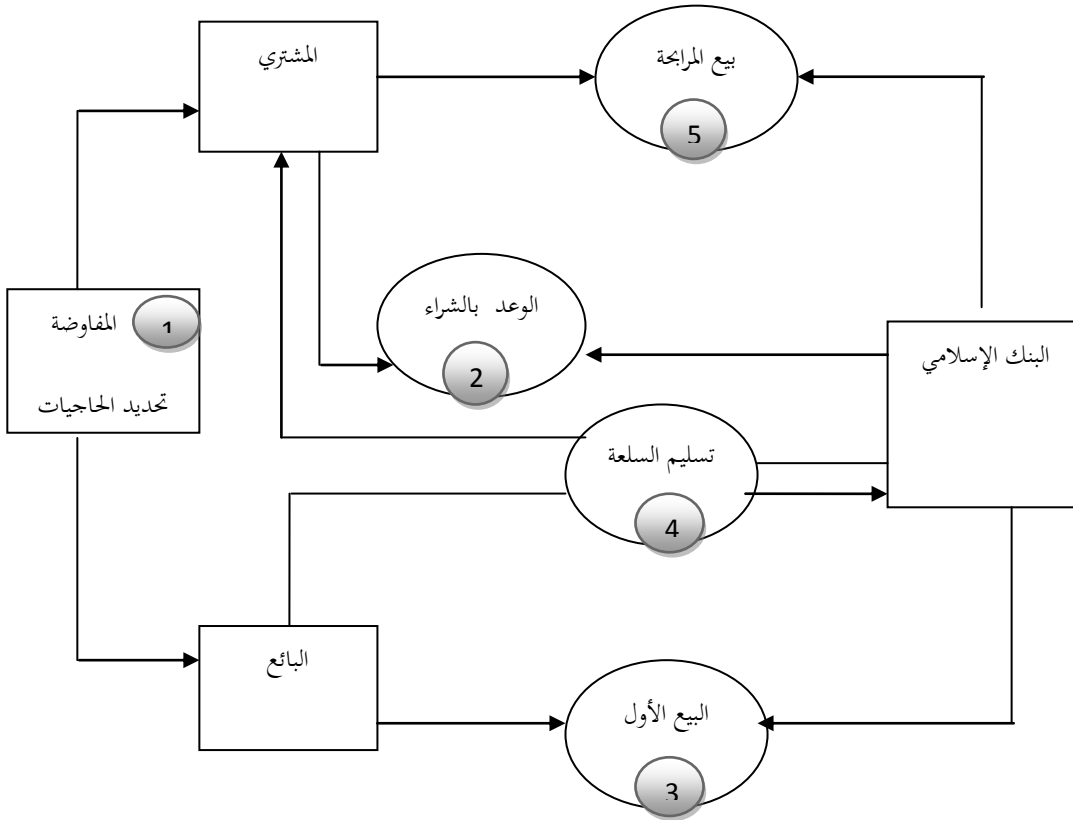 المشتري
بيع المرابحة
5
المفاوضة
1
تحديد الحاجيات
الوعد بالشراء
2
البنك الإسلامي
تسليم السلعة
4
البائع
البيع الأول
3